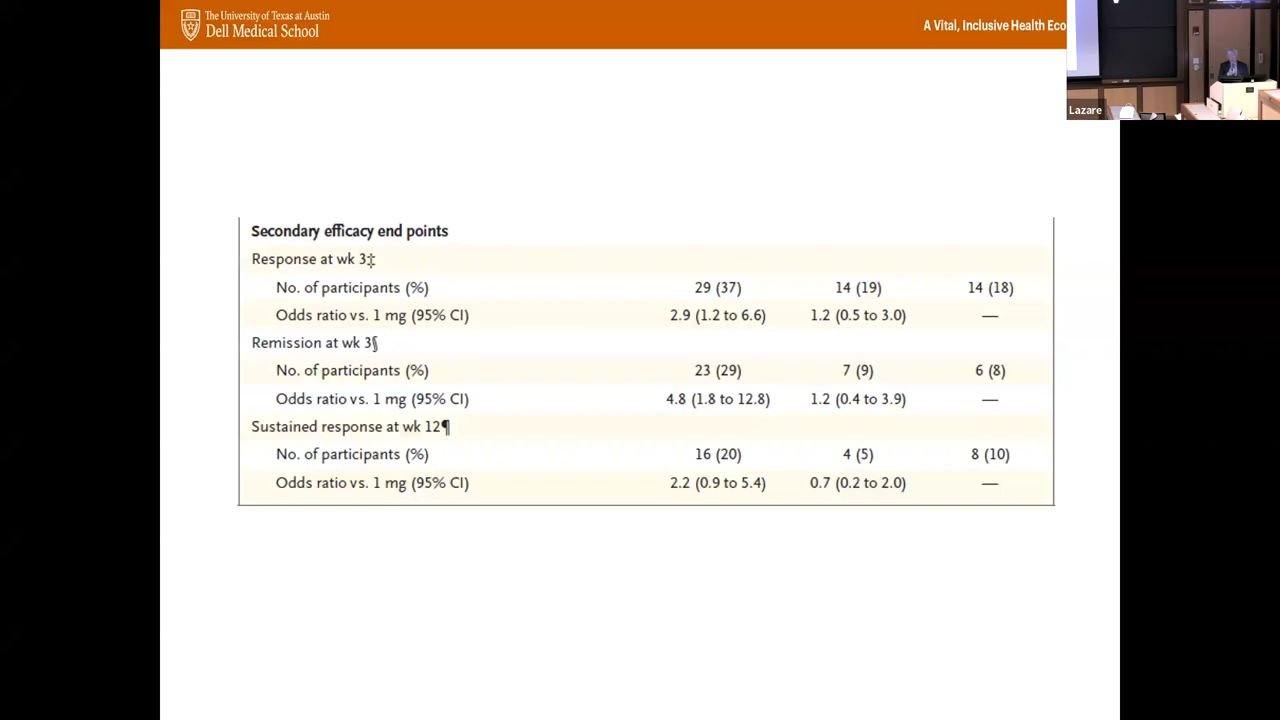 The University of Texas at Austin
Dell Medical School
A Vital, Inclusive Health Eco
Lazare
Secondary efficacy end points
Response at wk 3‡
No. of participants (%) 29 (37) 14 (19) 14 (18)
Odds ratio vs. 1 mg (95% CI) 2.9 (1.2 to 6.6) 1.2 (0.5 to 3.0) —
Remission at wk 3§
No. of participants (%) 23 (29) 7 (9) 6 (8)
Odds ratio vs. 1 mg (95% CI) 4.8 (1.8 to 12.8) 1.2 (0.4 to 3.9) —
Sustained response at wk 12¶
No. of participants (%) 16 (20) 4 (5) 8 (10)
Odds ratio vs. 1 mg (95% CI) 2.2 (0.9 to 5.4) 0.7 (0.2 to 2.0) —